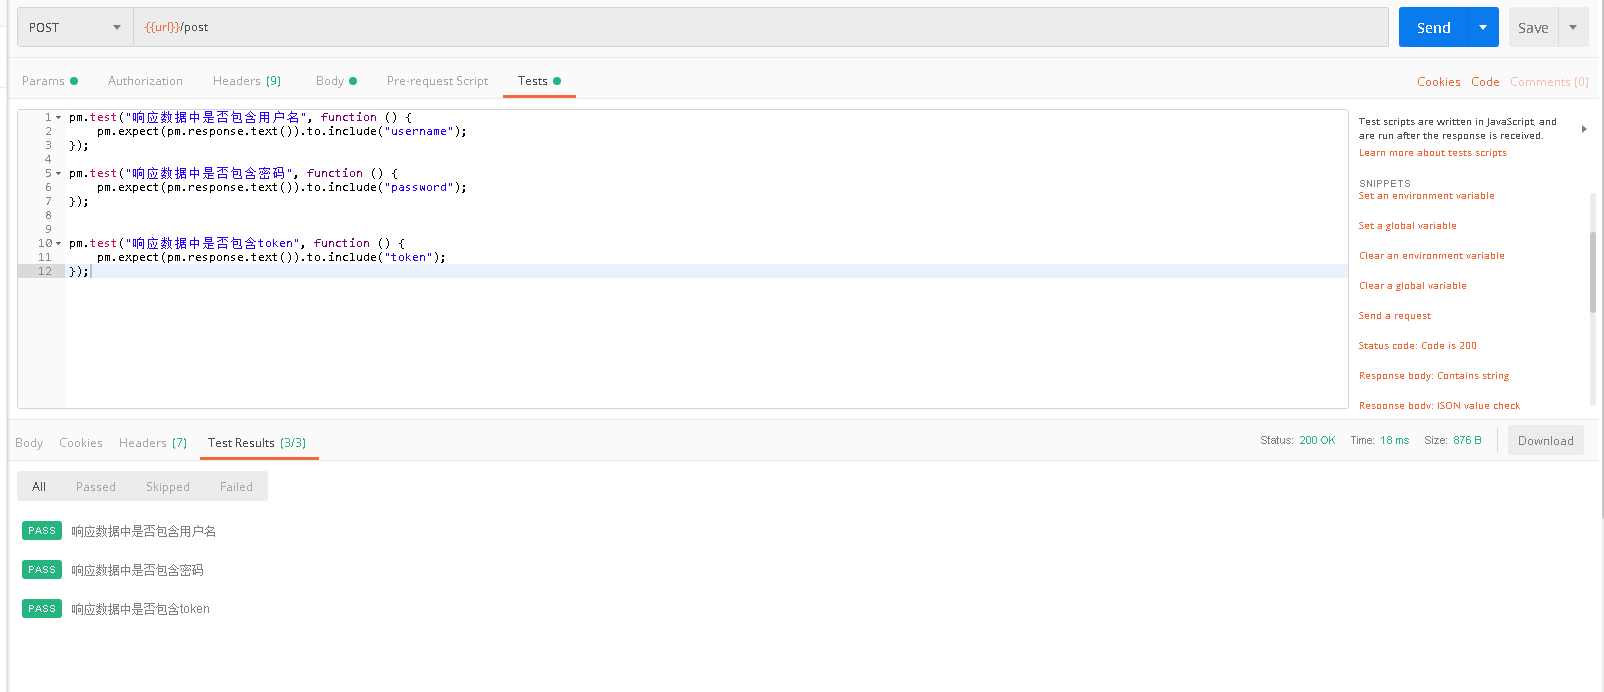 POST {{url}}/post Send Save
Params Authorization Headers (9) Body Pre-request Script Tests Cookies Code Comments (0)
1 pm.test("响应数据中是否包含用户名", function () {
2 pm.expect(pm.response.text()).to.include("username");
3 });
4
5 pm.test("响应数据中是否包含密码", function () {
6 pm.expect(pm.response.text()).to.include("password");
7 });
8
9
10 pm.test("响应数据中是否包含token", function () {
11 pm.expect(pm.response.text()).to.include("token");
12 });
Test scripts are written in JavaScript, and
are run after the response is received.
Learn more about tests scripts
SNIPPETS
Set an environment variable
Set a global variable
Clear an environment variable
Clear a global variable
Send a request
Status code: Code is 200
Response body: Contains string
Response body: JSON value check
Body Cookies Headers (7) Test Results (3/3) Status: 200 OK Time: 18 ms Size: 876 B Download
All Passed Skipped Failed
PASS 响应数据中是否包含用户名
PASS 响应数据中是否包含密码
PASS 响应数据中是否包含token